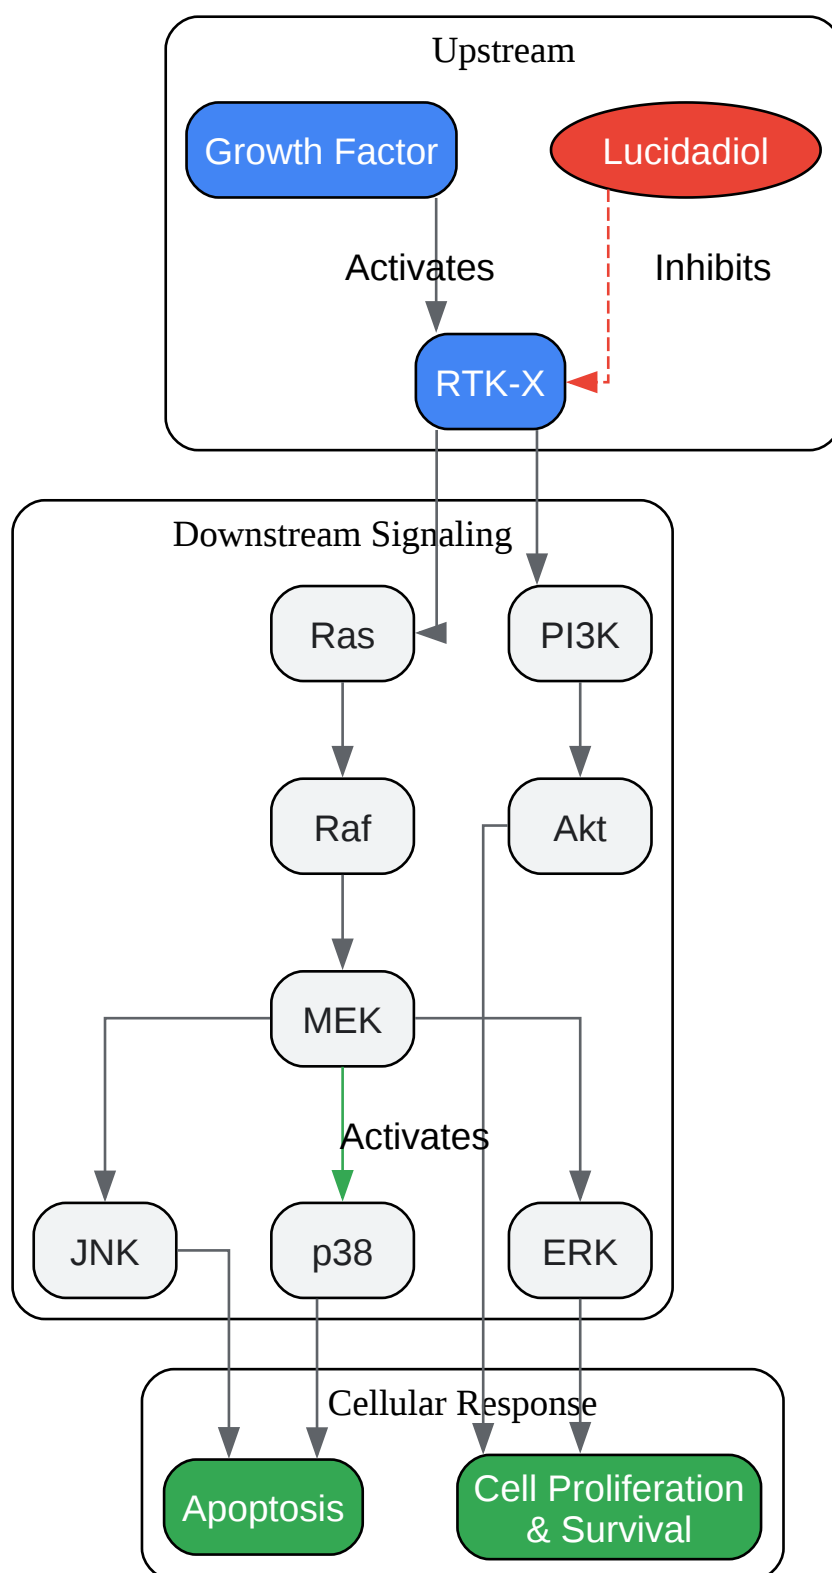 Upstream
Growth Factor
Lucidadiol
Activates
Inhibits
RTK-X
Downstream Signaling
Ras
PI3K
Raf
Akt
MEK
Activates
JNK
p38
ERK
Cellular Response
Apoptosis
Cell Proliferation
& Survival